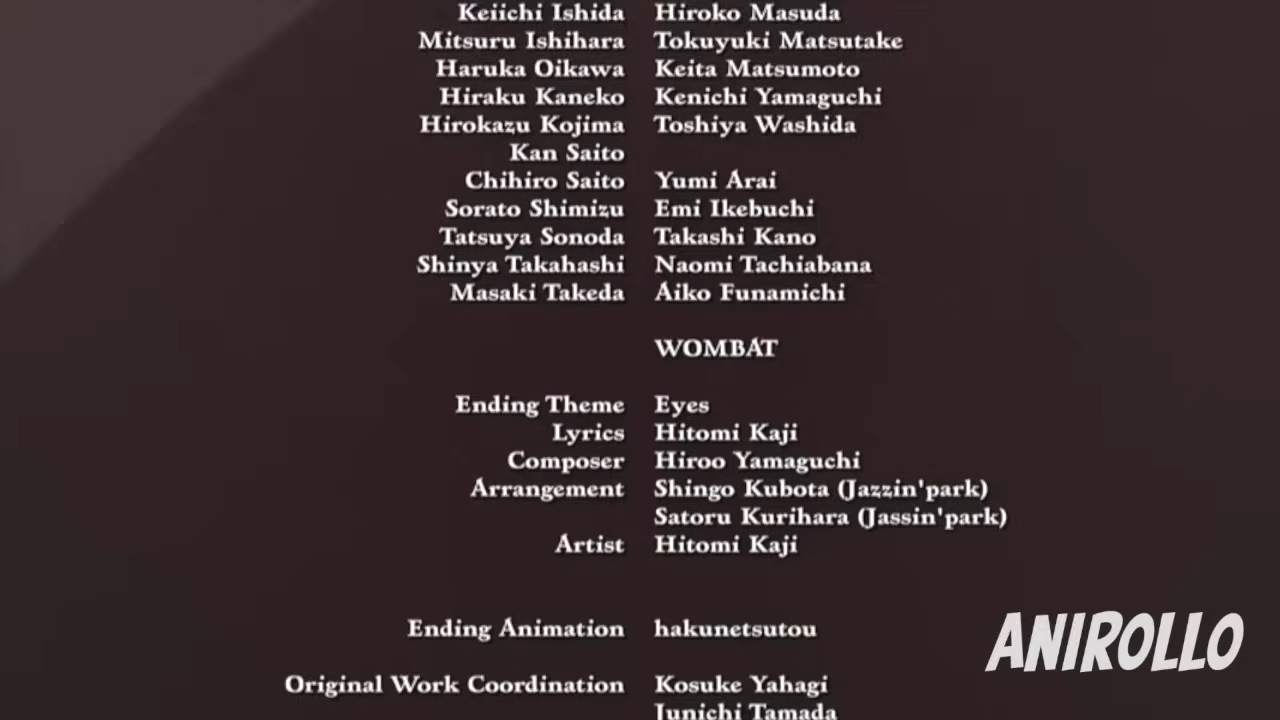 Keiichi Ishida Hiroko Masuda
Mitsuru Ishihara Tokuyuki Matsutake
Haruka Oikawa Keita Matsumoto
Hiraku Kaneko Kenichi Yamaguchi
Hirokazu Kojima Toshiya Washida
Kan Saito
Chihiro Saito Yumi Arai
Sorato Shimizu Emi Ikebuchi
Tatsuya Sonoda Takashi Kano
Shinya Takahashi Naomi Tachiabana
Masaki Takeda Aiko Funamichi
WOMBAT
Ending Theme Eyes
Lyrics Hitomi Kaji
Composer Hiroo Yamaguchi
Arrangement Shingo Kubota (Jazzin'park)
Satoru Kurihara (Jassin'park)
Artist Hitomi Kaji
Ending Animation hakunetsutou
Original Work Coordination Kosuke Yahagi
Junichi Tamada
ANIROLLO